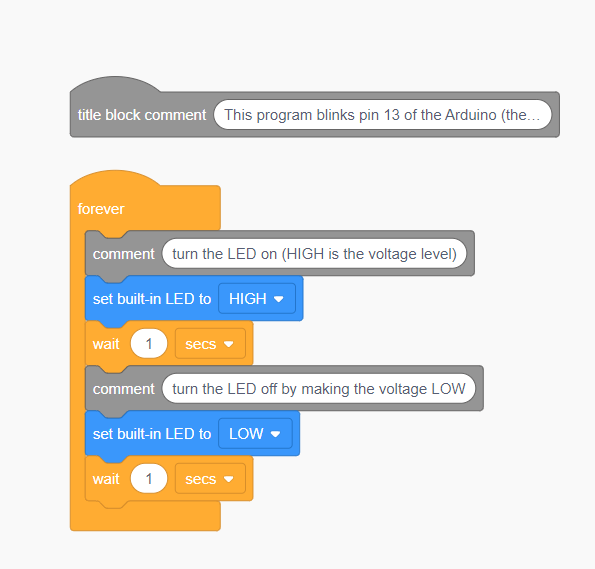 title block comment This program blinks pin 13 of the Arduino (the...
forever
comment turn the LED on (HIGH is the voltage level)
set built-in LED to HIGH
wait 1 secs
comment turn the LED off by making the voltage LOW
set built-in LED to LOW
wait 1 secs